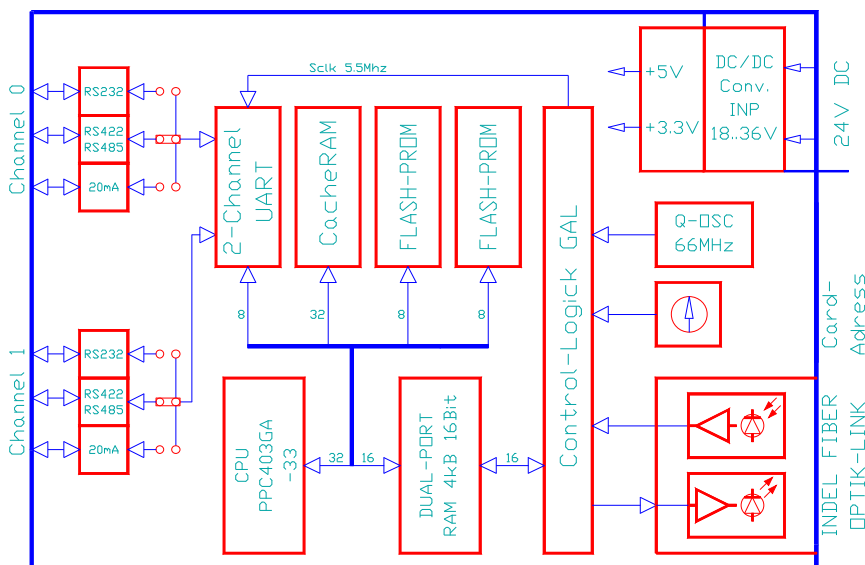 Sclk 5.5Mhz
Channel 0
RS232
RS422
RS485
20mA
2-Channel
UART
CacheRAM
FLASH-PROM
FLASH-PROM
Control-Logick GAL
+5V
+3.3V
DC/DC
Conv.
INP
18..36V
24V DC
Q-OSC
66MHz
Card-
Adress
8
32
8
8
Channel 1
RS232
RS422
RS485
20mA
CPU
PPC403GA
-33
32
16
DUAL-PORT
RAM 4kB 16Bit
16
INDEL FIBER
OPTIK-LINK